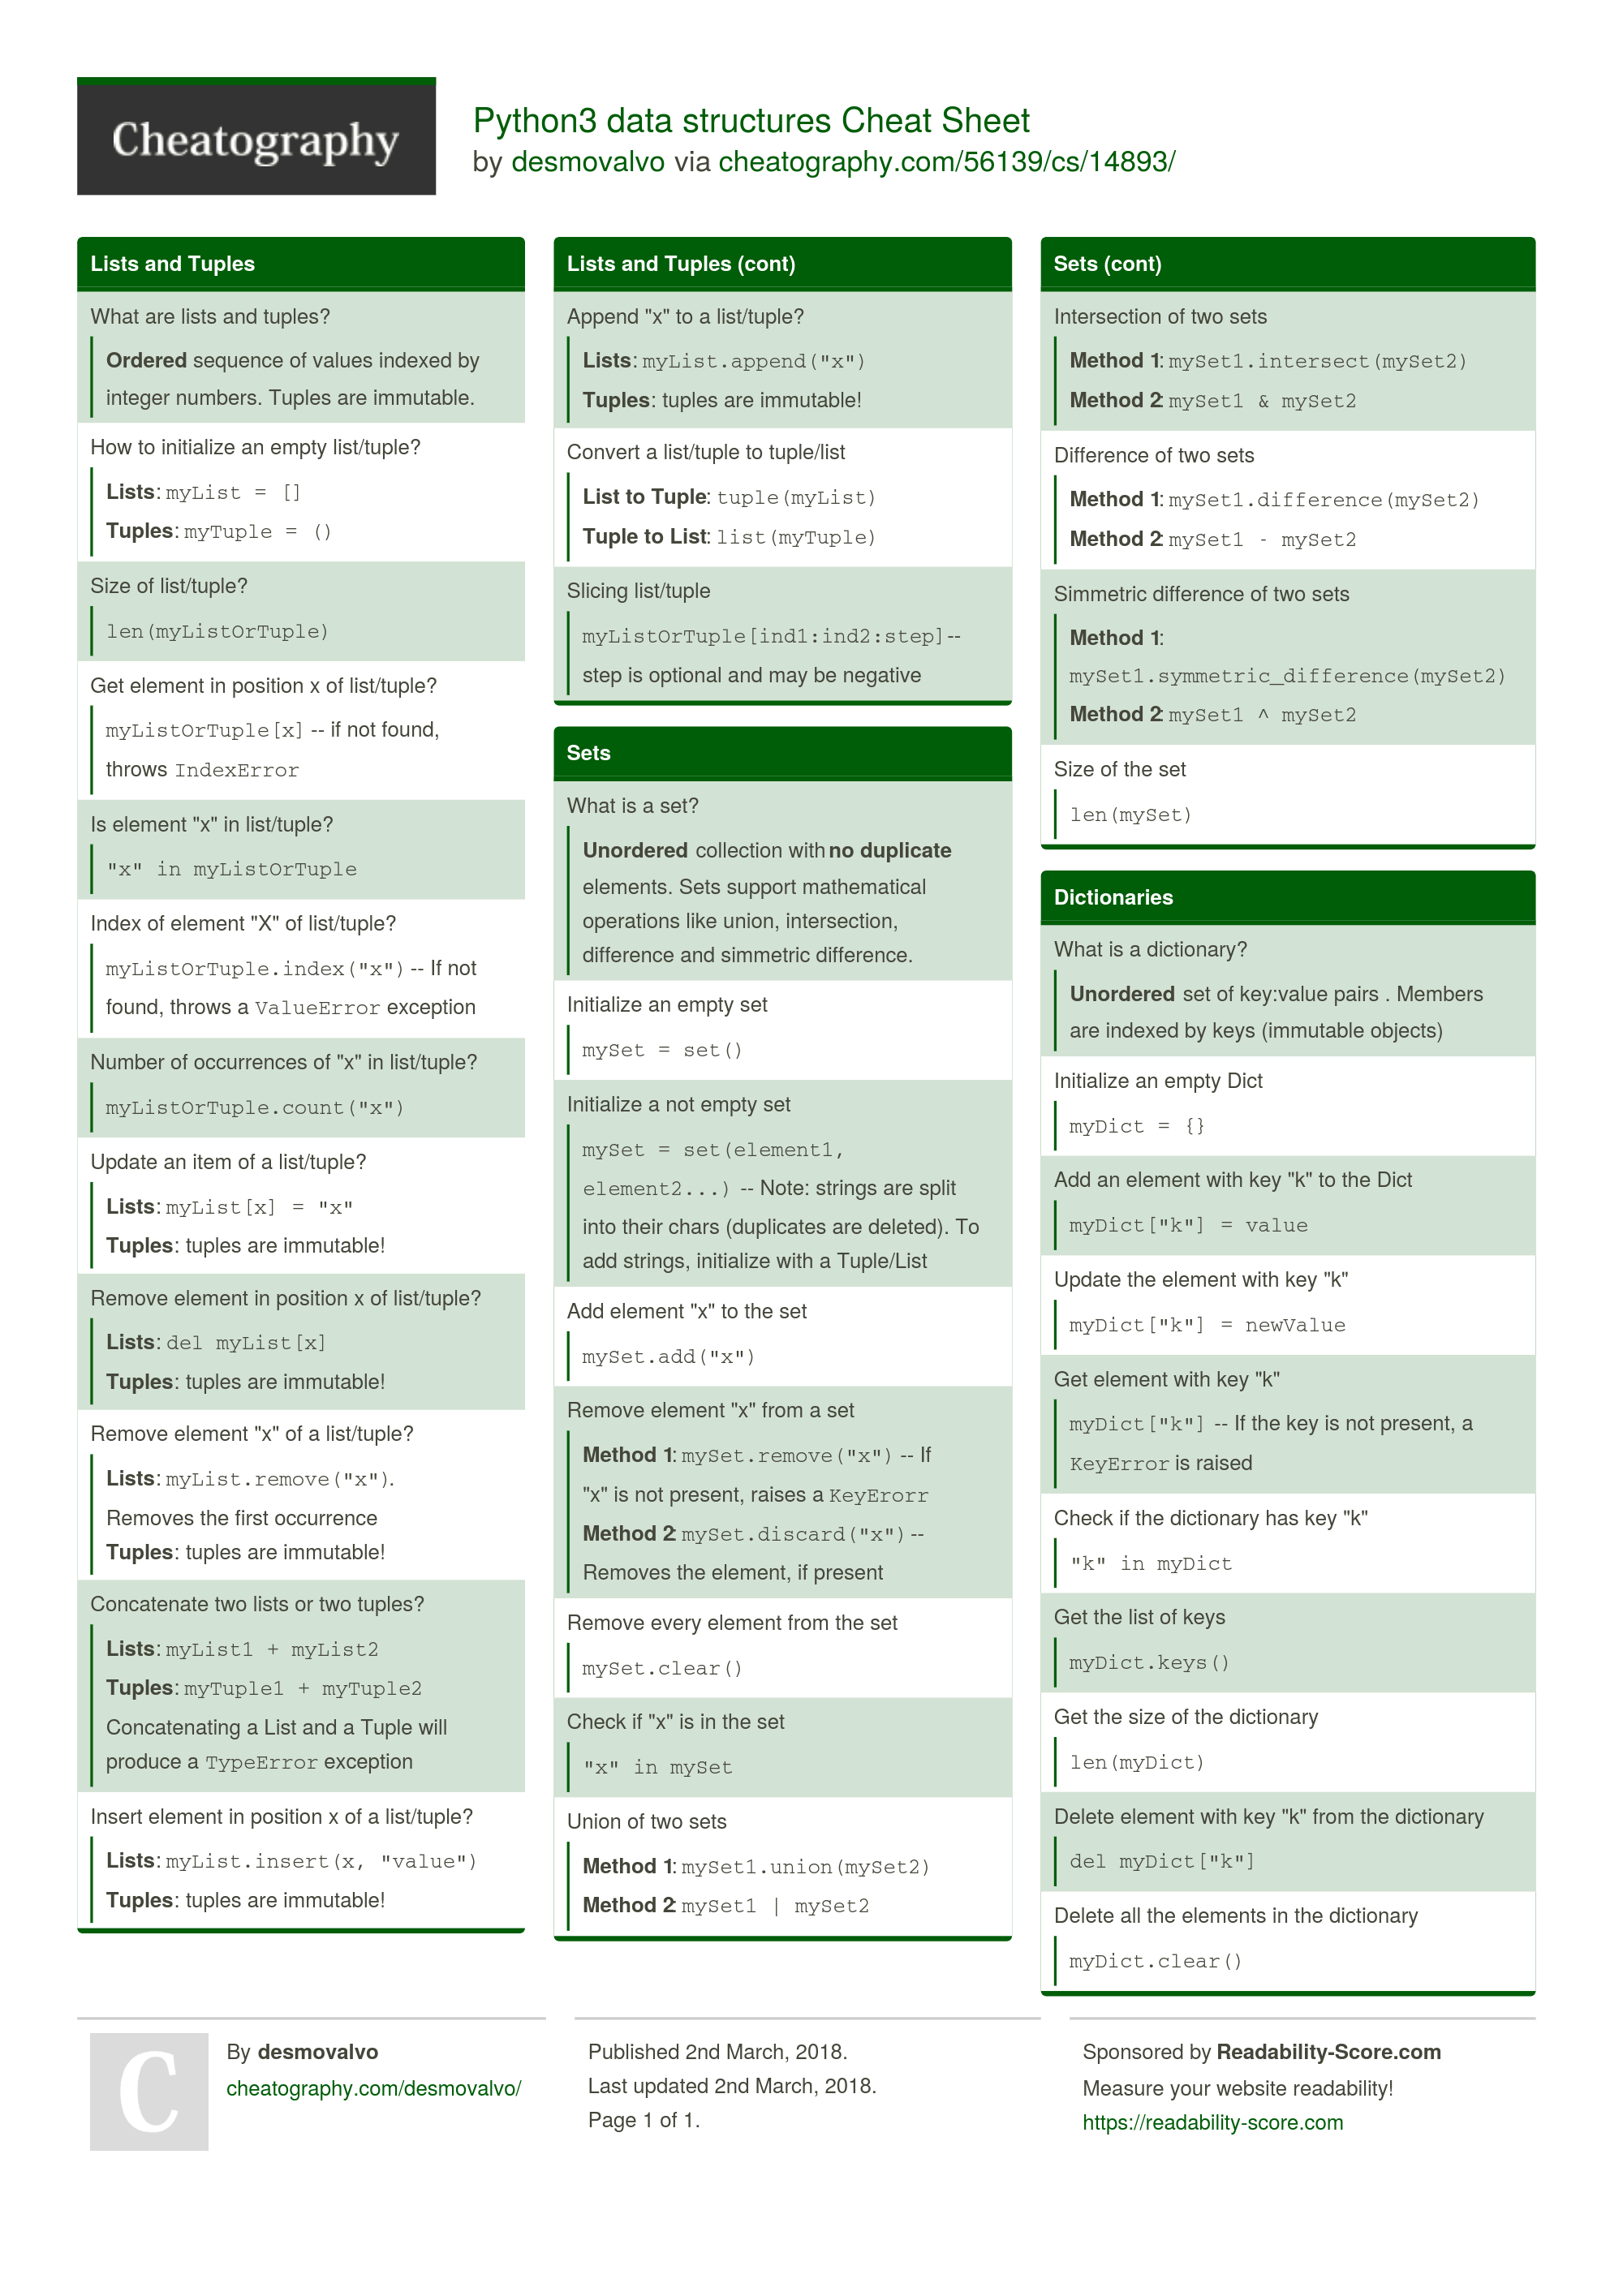 Cheatography
Python3 data structures Cheat Sheet
by desmovalvo via cheatography.com/56139/cs/14893/
Lists and Tuples
What are lists and tuples?
Ordered sequence of values indexed by
integer numbers. Tuples are immutable.
How to initialize an empty list/tuple?
Lists: myList = []
Tuples: myTuple = ()
Size of list/tuple?
len(myListOrTuple)
Get element in position x of list/tuple?
myListOrTuple[x] -- if not found,
throws IndexError
Is element "x" in list/tuple?
"x" in myListOrTuple
Index of element "X" of list/tuple?
myListOrTuple.index("x") -- If not
found, throws a ValueError exception
Number of occurrences of "x" in list/tuple?
myListOrTuple.count("x")
Update an item of a list/tuple?
Lists: myList[x] = "x"
Tuples: tuples are immutable!
Remove element in position x of list/tuple?
Lists: del myList[x]
Tuples: tuples are immutable!
Remove element "x" of a list/tuple?
Lists: myList.remove("x").
Removes the first occurrence
Tuples: tuples are immutable!
Concatenate two lists or two tuples?
Lists: myList1 + myList2
Tuples: myTuple1 + myTuple2
Concatenating a List and a Tuple will
produce a TypeError exception
Insert element in position x of a list/tuple?
Lists: myList.insert(x, "value")
Tuples: tuples are immutable!
Lists and Tuples (cont)
Append "x" to a list/tuple?
Lists: myList.append("x")
Tuples: tuples are immutable!
Convert a list/tuple to tuple/list
List to Tuple: tuple(myList)
Tuple to List: list(myTuple)
Slicing list/tuple
myListOrTuple[ind1:ind2:step] --
step is optional and may be negative
Sets
What is a set?
Unordered collection with no duplicate
elements. Sets support mathematical
operations like union, intersection,
difference and simmetric difference.
Initialize an empty set
mySet = set()
Initialize a not empty set
mySet = set(element1,
element2...) -- Note: strings are split
into their chars (duplicates are deleted). To
add strings, initialize with a Tuple/List
Add element "x" to the set
mySet.add("x")
Remove element "x" from a set
Method 1: mySet.remove("x") -- If
"x" is not present, raises a KeyErorr
Method 2: mySet.discard("x") --
Removes the element, if present
Remove every element from the set
mySet.clear()
Check if "x" is in the set
"x" in mySet
Union of two sets
Method 1: mySet1.union(mySet2)
Method 2: mySet1 | mySet2
Sets (cont)
Intersection of two sets
Method 1: mySet1.intersect(mySet2)
Method 2: mySet1 & mySet2
Difference of two sets
Method 1: mySet1.difference(mySet2)
Method 2: mySet1 - mySet2
Simmetric difference of two sets
Method 1:
mySet1.symmetric_difference(mySet2)
Method 2: mySet1 ^ mySet2
Size of the set
len(mySet)
Dictionaries
What is a dictionary?
Unordered set of key:value pairs . Members
are indexed by keys (immutable objects)
Initialize an empty Dict
myDict = {}
Add an element with key "k" to the Dict
myDict["k"] = value
Update the element with key "k"
myDict["k"] = newValue
Get element with key "k"
myDict["k"] -- If the key is not present, a
KeyError is raised
Check if the dictionary has key "k"
"k" in myDict
Get the list of keys
myDict.keys()
Get the size of the dictionary
len(myDict)
Delete element with key "k" from the dictionary
del myDict["k"]
Delete all the elements in the dictionary
myDict.clear()
C
By desmovalvo
cheatography.com/desmovalvo/
Published 2nd March, 2018.
Last updated 2nd March, 2018.
Page 1 of 1.
Sponsored by Readability-Score.com
Measure your website readability!
https://readability-score.com